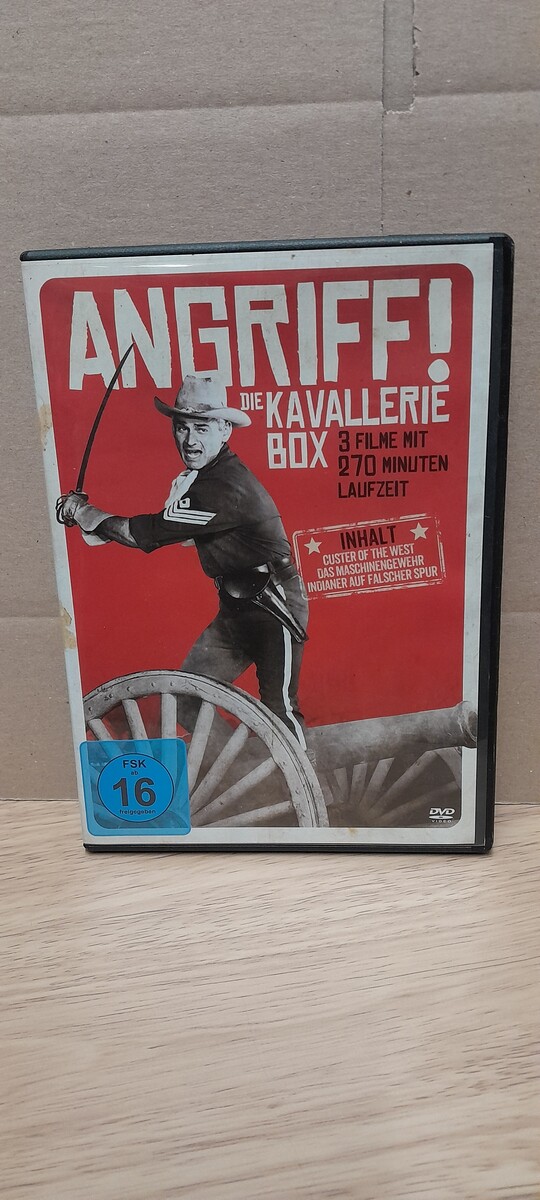 ANGRIFF!
DIE KAVALLERIE
BOX
3 FILME MIT
270 MINUTEN
LAUFZEIT
INHALT
CUSTER OF THE WEST
DAS MASCHINENGEWEHR
INDIANER AUF FALSCHER SPUR
FSK
ab
16
freigegeben
DVD
VIDEO